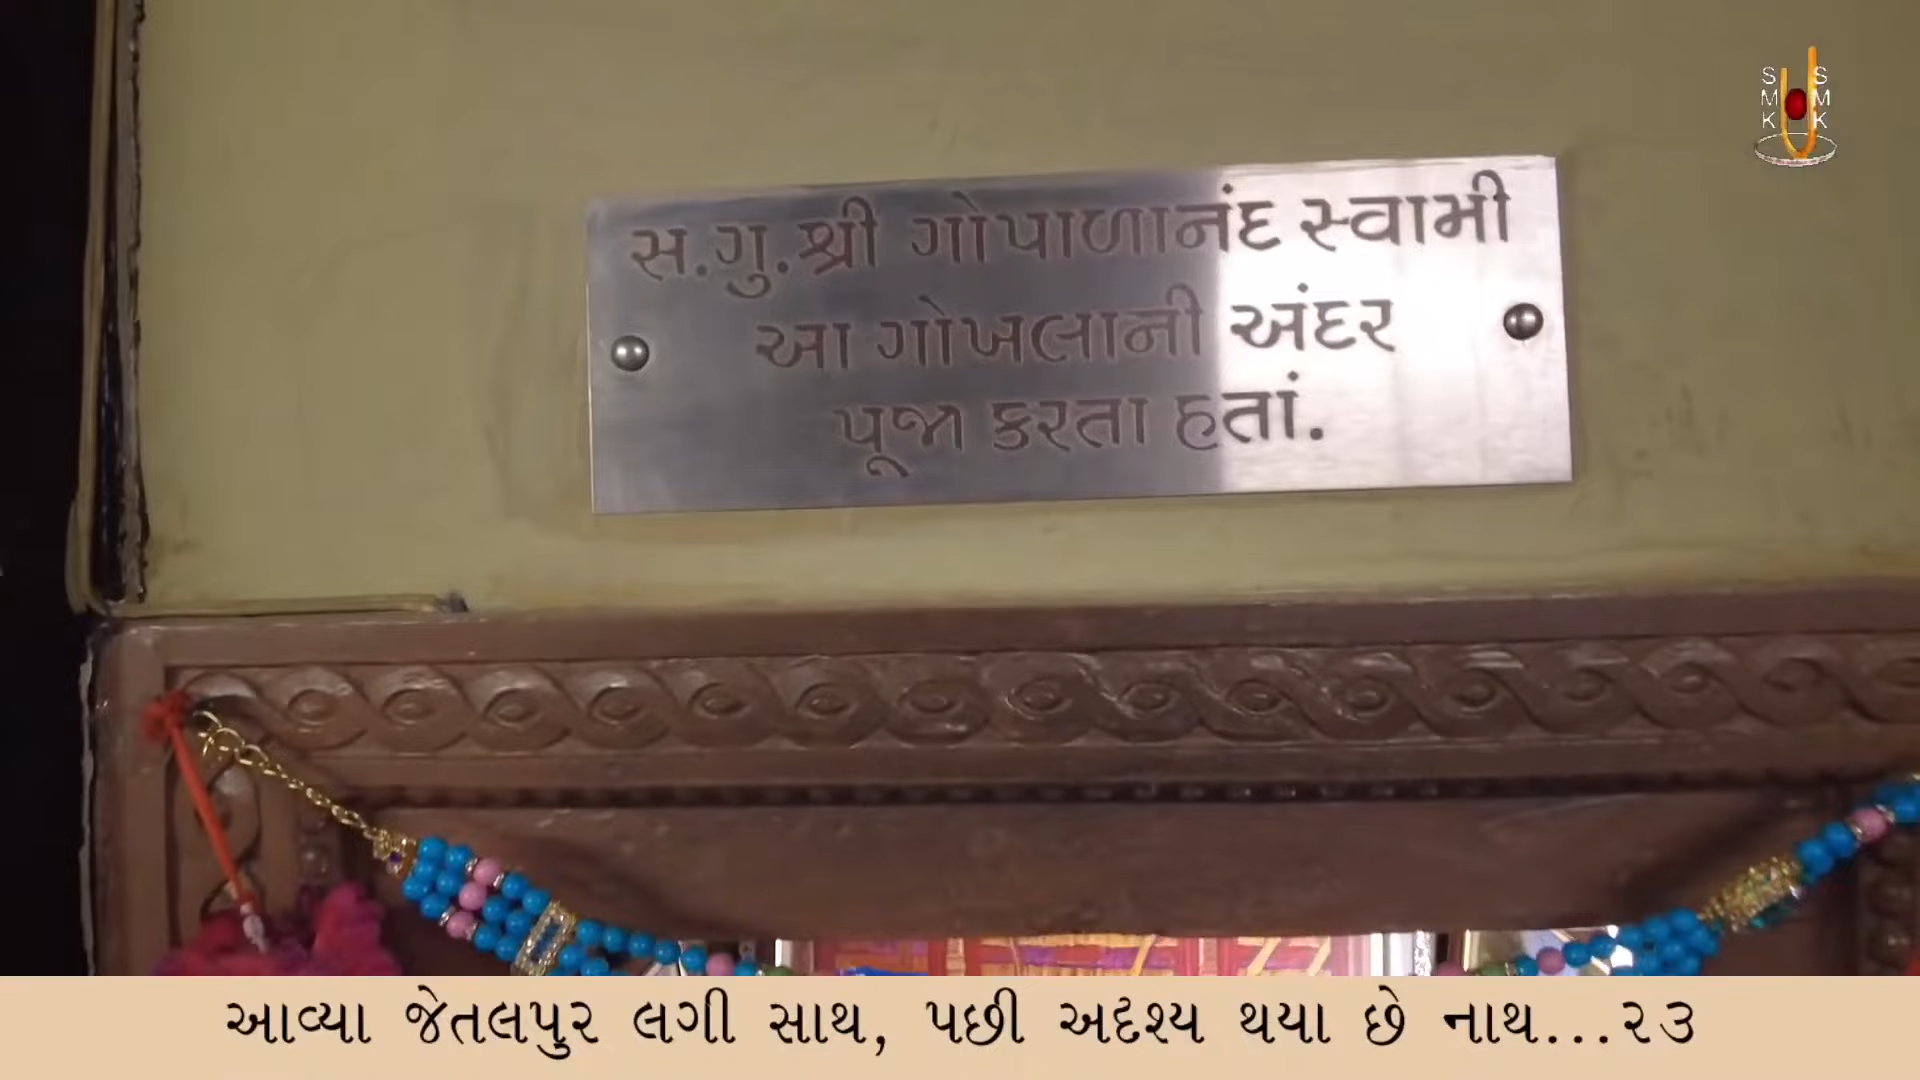 S S
M M
K K
સ.ગુ.શ્રી ગોપાળાનંદ સ્વામી
આ ગોખલાની અંદર
પૂજા કરતા હતાં.
આવ્યા જેતલપુર લગી સાથ, પછી અદૃશ્ય થયા છે નાથ...૨૩